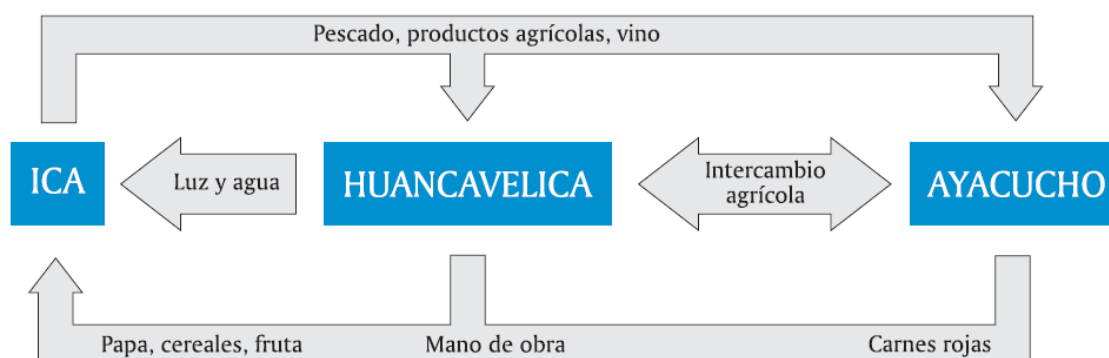 Pescado, productos agrícolas, vino
ICA
Luz y agua
HUANCAVELICA
Intercambio
agrícola
AYACUCHO
Papa, cereales, fruta
Mano de obra
Carnes rojas